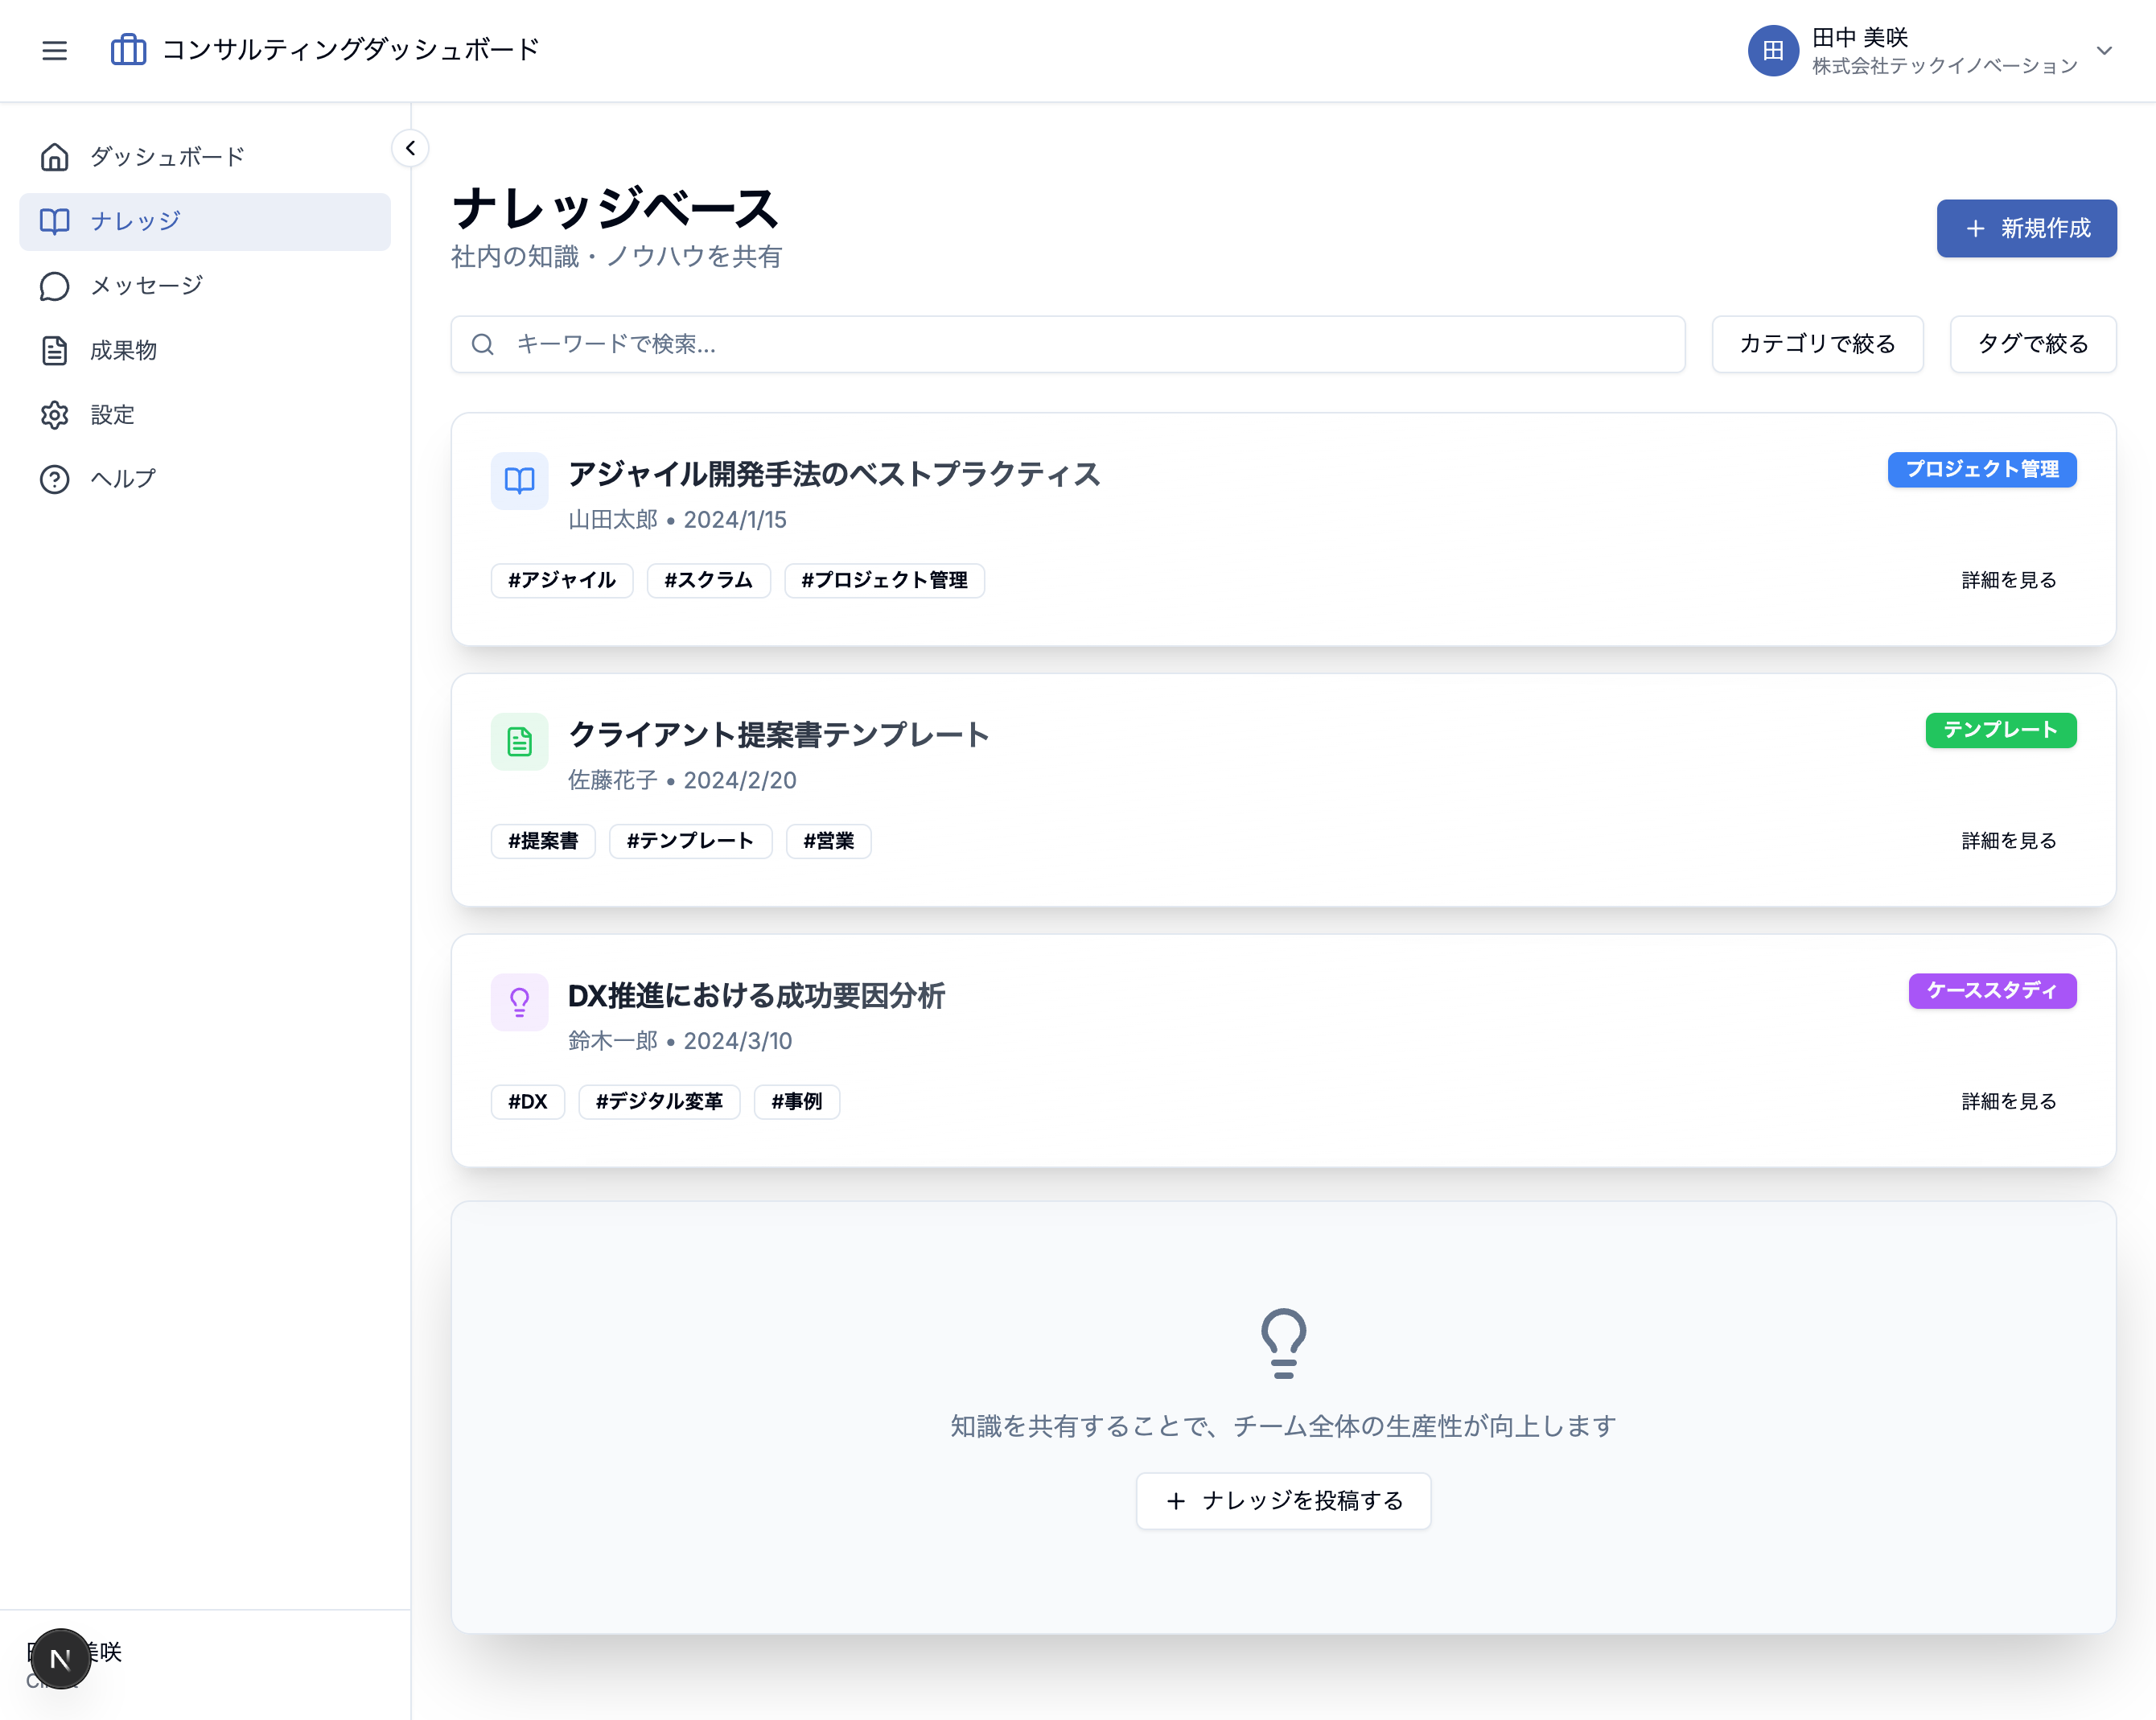 コンサルティングダッシュボード
田
田中 美咲
株式会社テックイノベーション
ダッシュボード
ナレッジ
メッセージ
成果物
設定
ヘルプ
ナレッジベース
社内の知識・ノウハウを共有
新規作成
キーワードで検索...
カテゴリで絞る
タグで絞る
アジャイル開発手法のベストプラクティス
プロジェクト管理
山田太郎 • 2024/1/15
#アジャイル #スクラム #プロジェクト管理
詳細を見る
クライアント提案書テンプレート
テンプレート
佐藤花子 • 2024/2/20
#提案書 #テンプレート #営業
詳細を見る
DX推進における成功要因分析
ケーススタディ
鈴木一郎 • 2024/3/10
#DX #デジタル変革 #事例
詳細を見る
知識を共有することで、チーム全体の生産性が向上します
ナレッジを投稿する
美咲
N